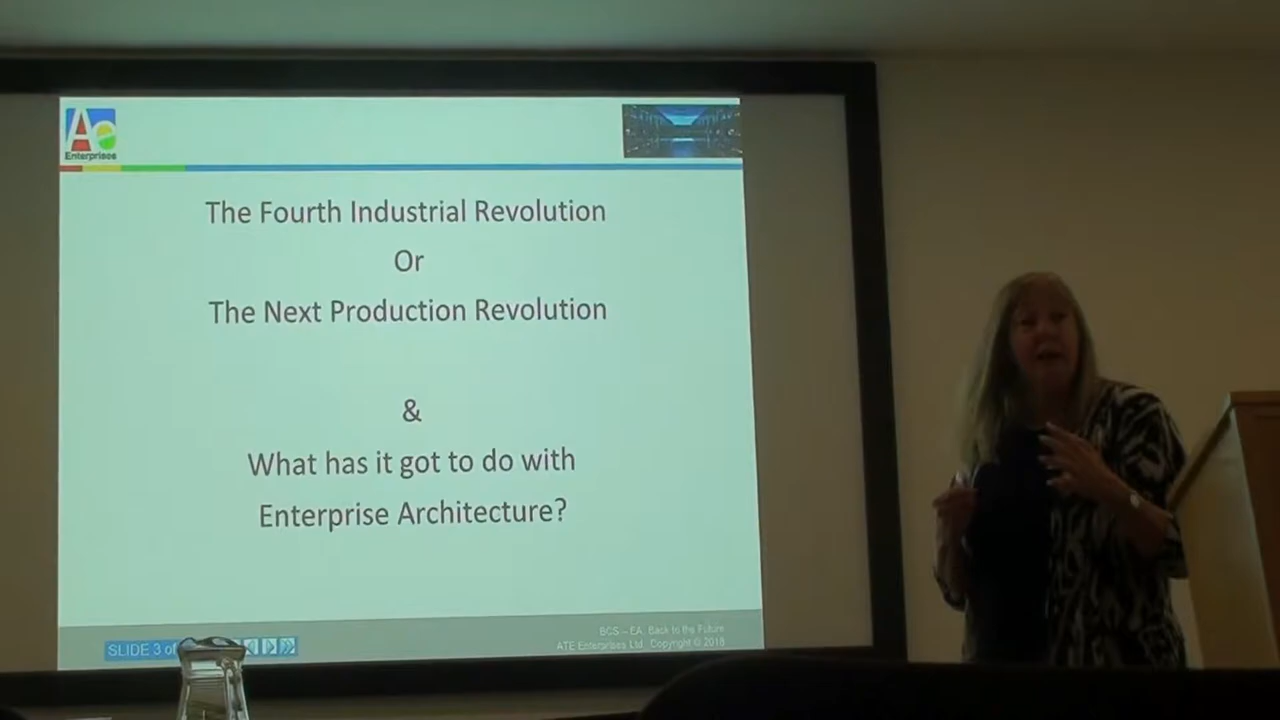 Ae
Enterprises
The Fourth Industrial Revolution
Or
The Next Production Revolution
&
What has it got to do with
Enterprise Architecture?
SLIDE 3 of
BCS – EA: Back to the Future
ATE Enterprises Ltd. Copyright © 2018